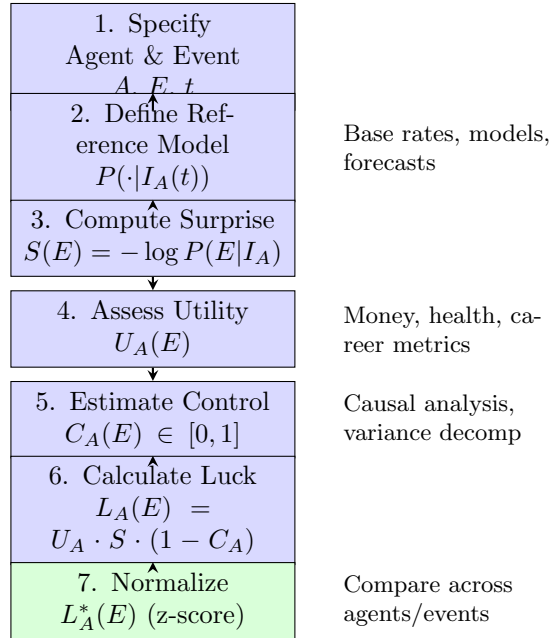 1. Specify
Agent & Event
A, E, t
2. Define Ref-
erence Model
P(·|I_A(t))
Base rates, models,
forecasts
3. Compute Surprise
S(E) = − log P(E|I_A)
4. Assess Utility
U_A(E)
Money, health, ca-
reer metrics
5. Estimate Control
C_A(E) ∈ [0, 1]
Causal analysis,
variance decomp
6. Calculate Luck
L_A(E) =
U_A · S · (1 − C_A)
7. Normalize
L*_A(E) (z-score)
Compare across
agents/events